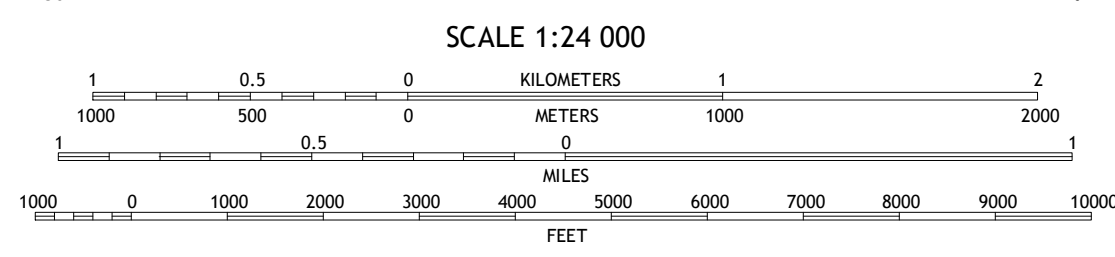 SCALE 1:24 000
1 0.5 0 KILOMETERS 1 2
1000 500 0 METERS 1000 2000
1 0.5 0 1
MILES
1000 0 1000 2000 3000 4000 5000 6000 7000 8000 9000 10000
FEET